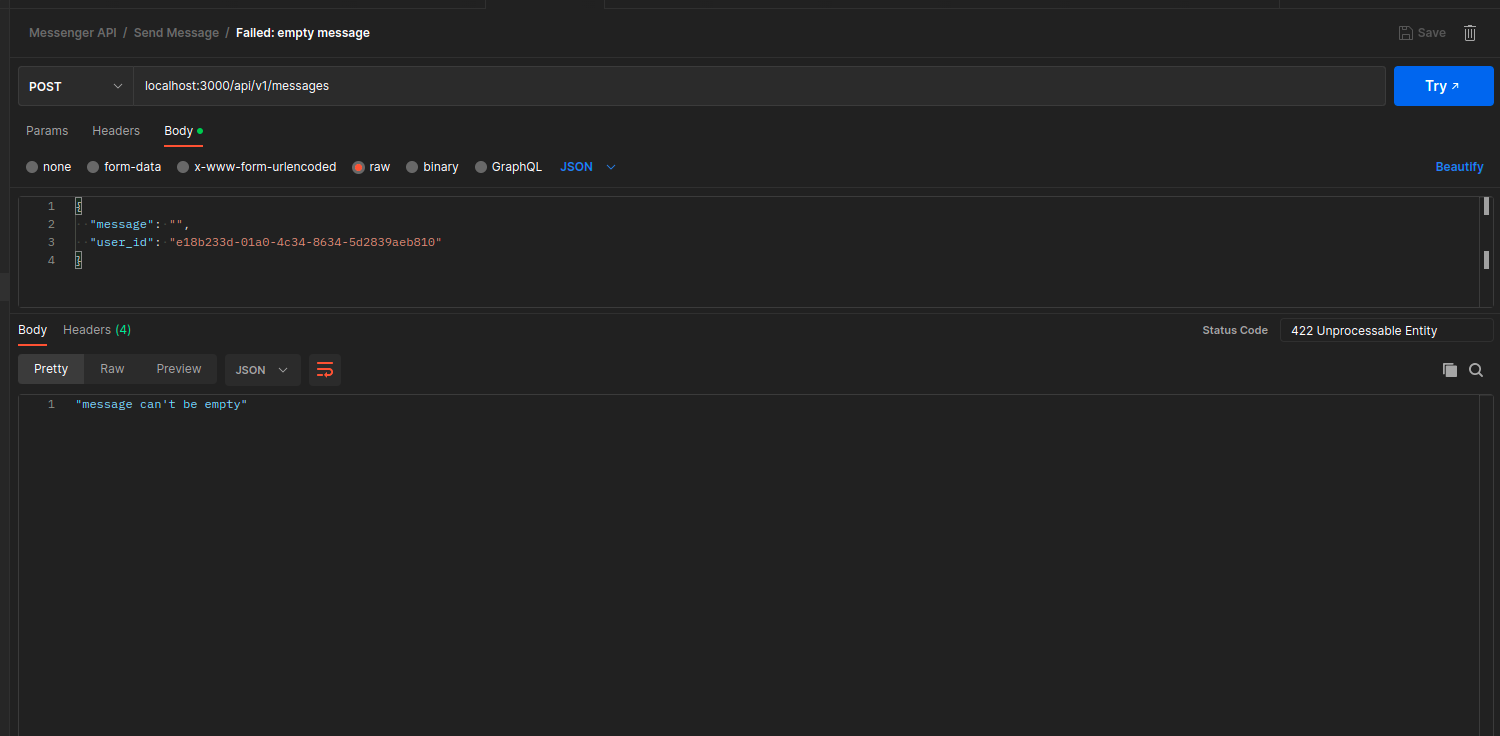 Messenger API / Send Message / Failed: empty message
Save
POST
localhost:3000/api/v1/messages
Try ↗
Params Headers Body
none form-data x-www-form-urlencoded raw binary GraphQL JSON
Beautify
1 {
2 "message": "",
3 "user_id": "e18b233d-01a0-4c34-8634-5d2839aeb810"
4 }
Body Headers (4)
Status Code 422 Unprocessable Entity
Pretty Raw Preview JSON
1 "message can't be empty"